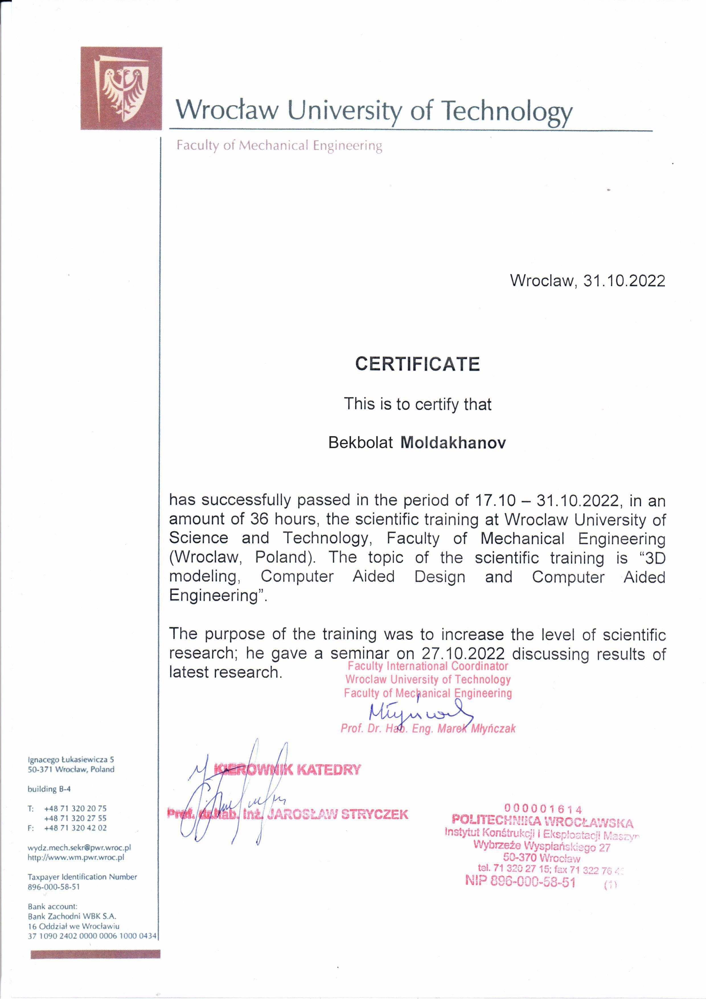 Wrocław University of Technology
Faculty of Mechanical Engineering
Wroclaw, 31.10.2022
CERTIFICATE
This is to certify that
Bekbolat Moldakhanov
has successfully passed in the period of 17.10 – 31.10.2022, in an
amount of 36 hours, the scientific training at Wroclaw University of
Science and Technology, Faculty of Mechanical Engineering
(Wroclaw, Poland). The topic of the scientific training is “3D
modeling, Computer Aided Design and Computer Aided
Engineering”.
The purpose of the training was to increase the level of scientific
research; he gave a seminar on 27.10.2022 discussing results of
latest research.
Faculty International Coordinator
Wroclaw University of Technology
Faculty of Mechanical Engineering
Prof. Dr. Hab. Eng. Marek Młyńczak
KIEROWNIK KATEDRY
Prof. dr hab. Inż. JAROSŁAW STRYCZEK
000001614
POLITECHNIKA WROCŁAWSKA
Instytut Konstrukcji i Eksploatacji Maszyn
Wybrzeże Wyspiańskiego 27
50-370 Wrocław
tel. 71 320 27 15; fax 71 322 76
NIP 896-000-58-51 (1)
Ignacego Łukasiewicza 5
50-371 Wrocław, Poland
building B-4
T: +48 71 320 20 75
+48 71 320 27 55
F: +48 71 320 42 02
wydz.mech.sekr@pwr.wroc.pl
http://www.wm.pwr.wroc.pl
Taxpayer Identification Number
896-000-58-51
Bank account:
Bank Zachodni WBK S.A.
16 Oddział we Wrocławiu
37 1090 2402 0000 0006 1000 0434